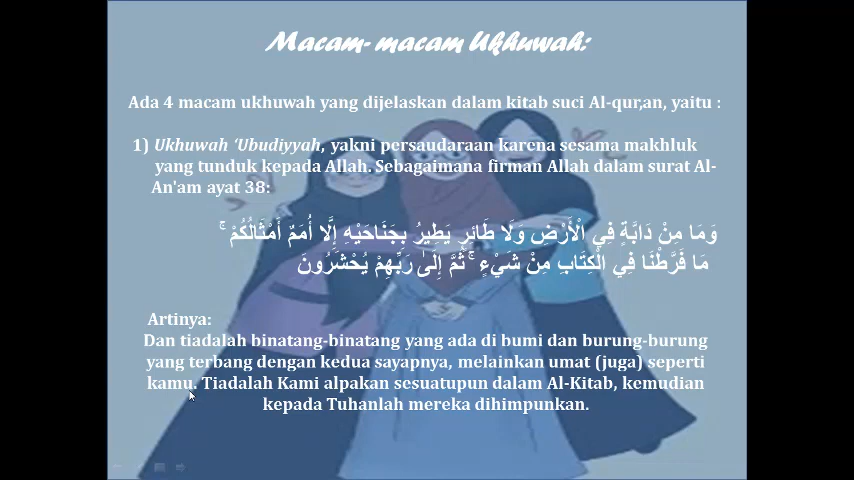 Macam- macam Ukhuwah:
Ada 4 macam ukhuwah yang dijelaskan dalam kitab suci Al-qur,an, yaitu :
1) Ukhuwah ‘Ubudiyyah, yakni persaudaraan karena sesama makhluk
yang tunduk kepada Allah. Sebagaimana firman Allah dalam surat Al-
An'am ayat 38:
وَمَا مِنْ دَابَّةٍ فِي الْأَرْضِ وَلَا طَائِرٍ يَطِيرُ بِجَنَاحَيْهِ إِلَّا أُمَمٌ أَمْثَالُكُمْ ۚ
مَا فَرَّطْنَا فِي الْكِتَابِ مِنْ شَيْءٍ ۚ ثُمَّ إِلَىٰ رَبِّهِمْ يُحْشَرُونَ
Artinya:
Dan tiadalah binatang-binatang yang ada di bumi dan burung-burung
yang terbang dengan kedua sayapnya, melainkan umat (juga) seperti
kamu. Tiadalah Kami alpakan sesuatupun dalam Al-Kitab, kemudian
kepada Tuhanlah mereka dihimpunkan.